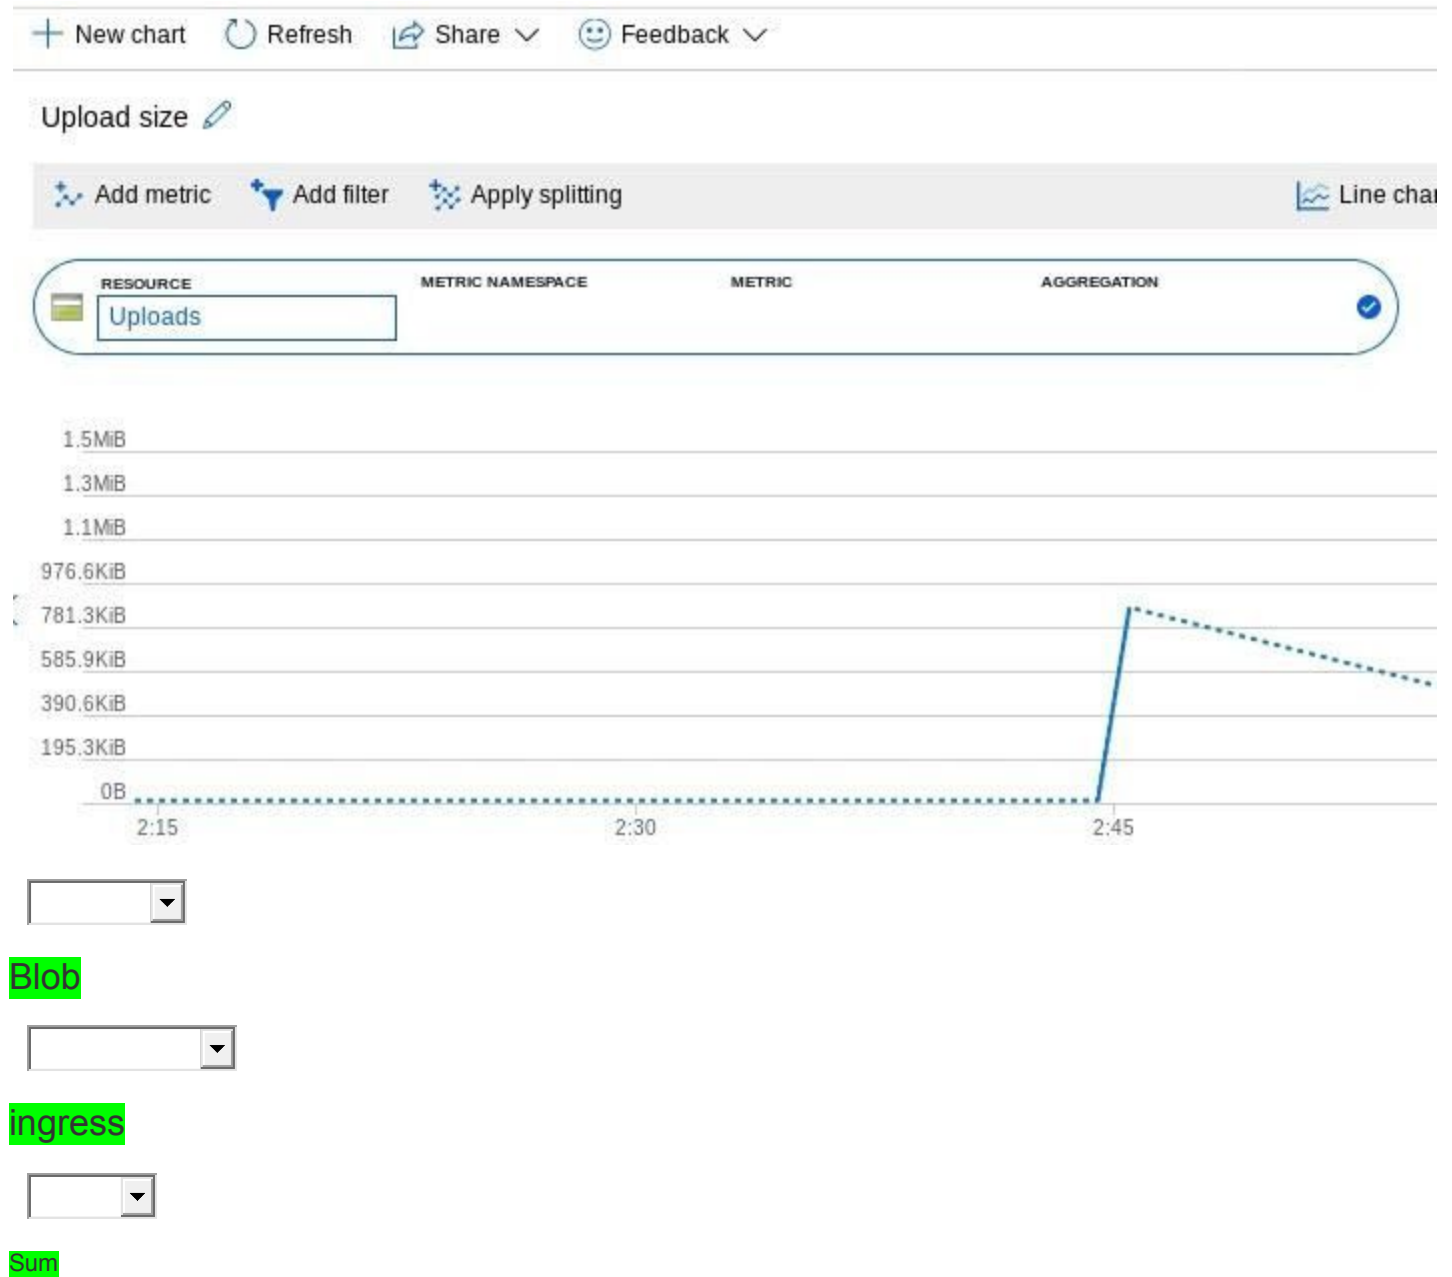 New chart Refresh Share Feedback
Upload size
Add metric Add filter Apply splitting Line char
RESOURCE METRIC NAMESPACE METRIC AGGREGATION
Uploads
1.5MiB
1.3MiB
1.1MiB
976.6KiB
781.3KiB
585.9KiB
390.6KiB
195.3KiB
0B
2:15 2:30 2:45
Blob
ingress
Sum